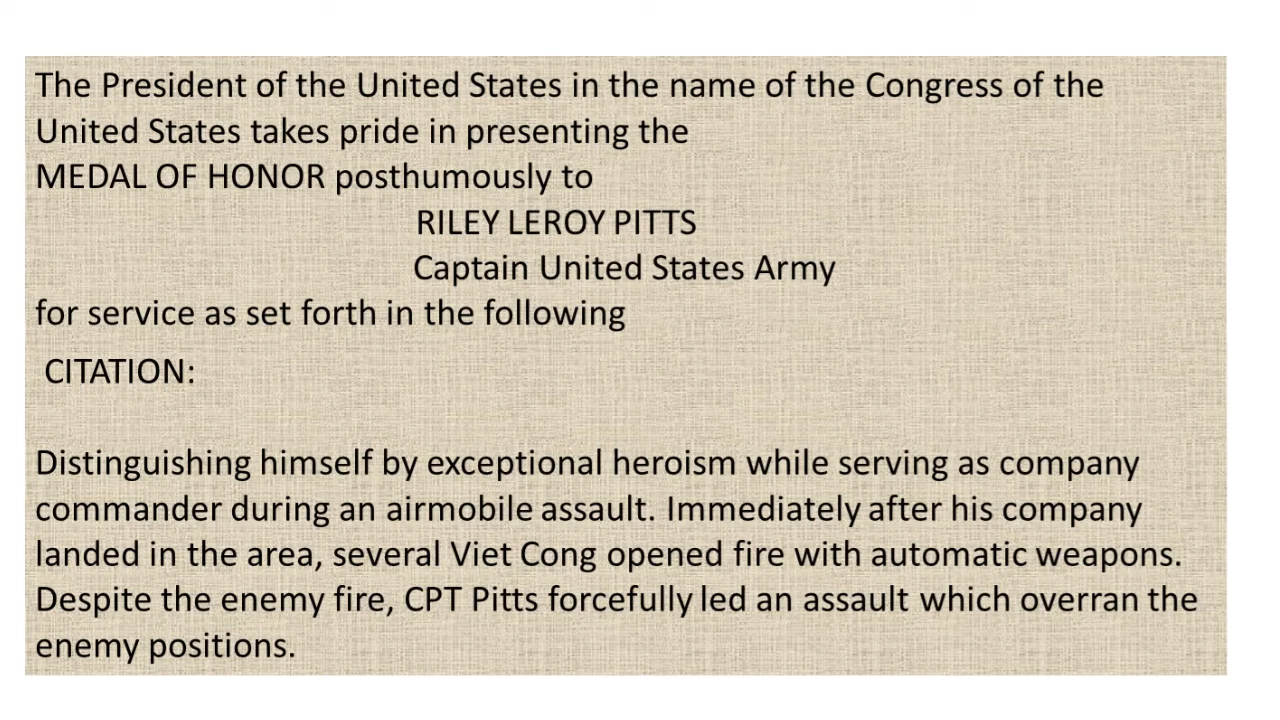 The President of the United States in the name of the Congress of the
United States takes pride in presenting the
MEDAL OF HONOR posthumously to
RILEY LEROY PITTS
Captain United States Army
for service as set forth in the following
CITATION:
Distinguishing himself by exceptional heroism while serving as company
commander during an airmobile assault. Immediately after his company
landed in the area, several Viet Cong opened fire with automatic weapons.
Despite the enemy fire, CPT Pitts forcefully led an assault which overran the
enemy positions.